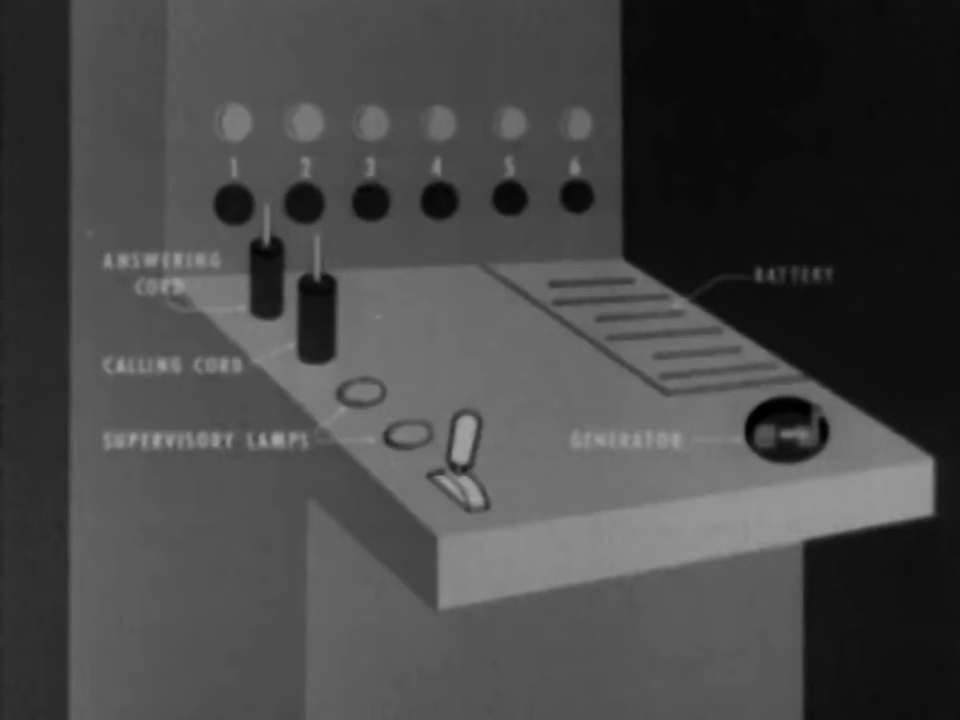 1 2 3 4 5 6
ANSWERING
CORD
BATTERY
CALLING CORD
SUPERVISORY LAMPS
GENERATOR